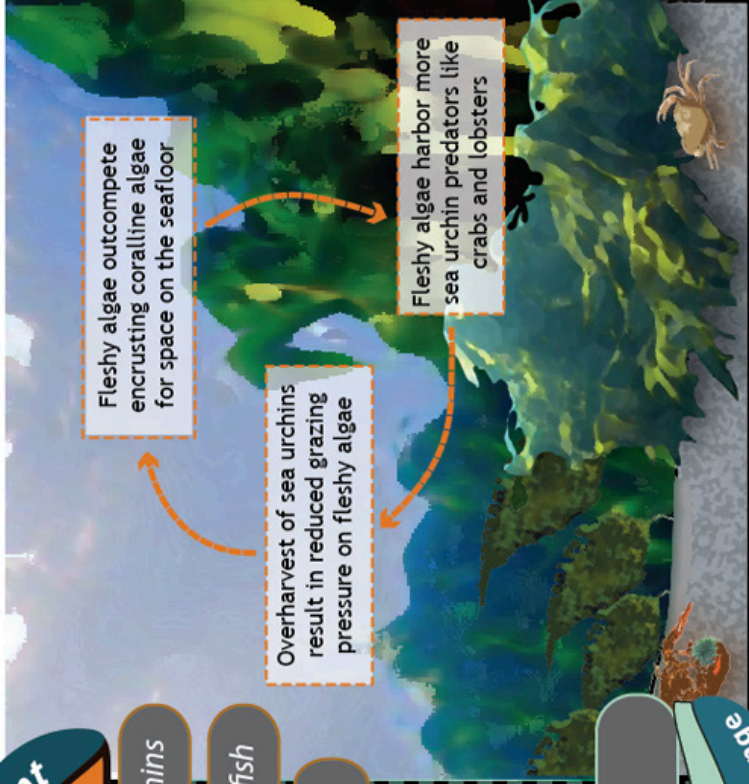 Fleshy algae outcompete
encrusting coralline algae
for space on the seafloor
Fleshy algae harbor more
sea urchin predators like
crabs and lobsters
Overharvest of sea urchins
result in reduced grazing
pressure on fleshy algae